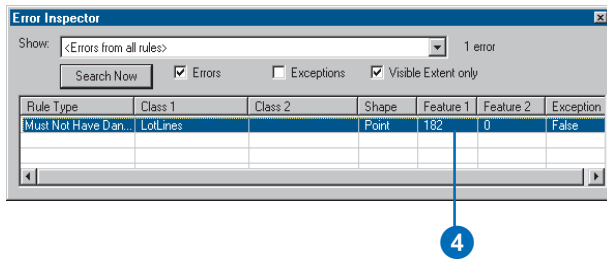 Error Inspector
Show: <Errors from all rules> 1 error
Search Now Errors Exceptions Visible Extent only
Rule Type Class 1 Class 2 Shape Feature 1 Feature 2 Exception
Must Not Have Dan... LotLines Point 182 0 False
4